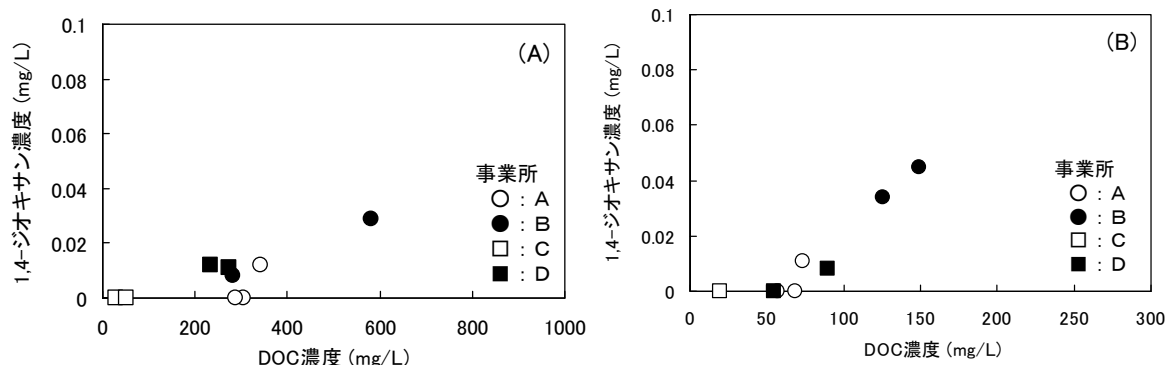 (A)
1,4-ジオキサン濃度 (mg/L)
0.1
0.08
0.06
0.04
0.02
0
0 200 400 600 800 1000
DOC濃度 (mg/L)
事業所
○ : A
● : B
□ : C
■ : D
(B)
1,4-ジオキサン濃度 (mg/L)
0.1
0.08
0.06
0.04
0.02
0
0 50 100 150 200 250 300
DOC濃度 (mg/L)
事業所
○ : A
● : B
□ : C
■ : D